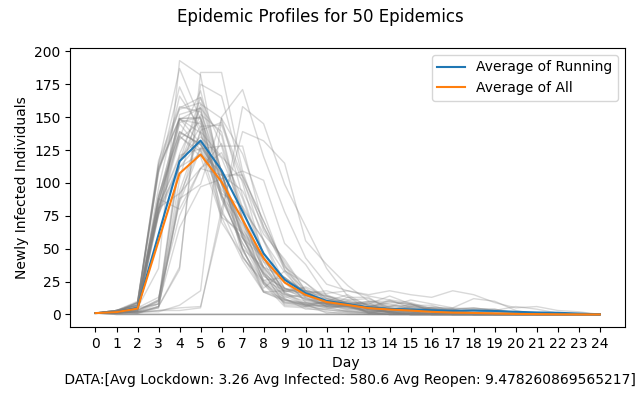 Epidemic Profiles for 50 Epidemics
200
175
150
125
100
75
50
25
0
Newly Infected Individuals
Average of Running
Average of All
0 1 2 3 4 5 6 7 8 9 10 11 12 13 14 15 16 17 18 19 20 21 22 23 24
Day
DATA:[Avg Lockdown: 3.26 Avg Infected: 580.6 Avg Reopen: 9.478260869565217]